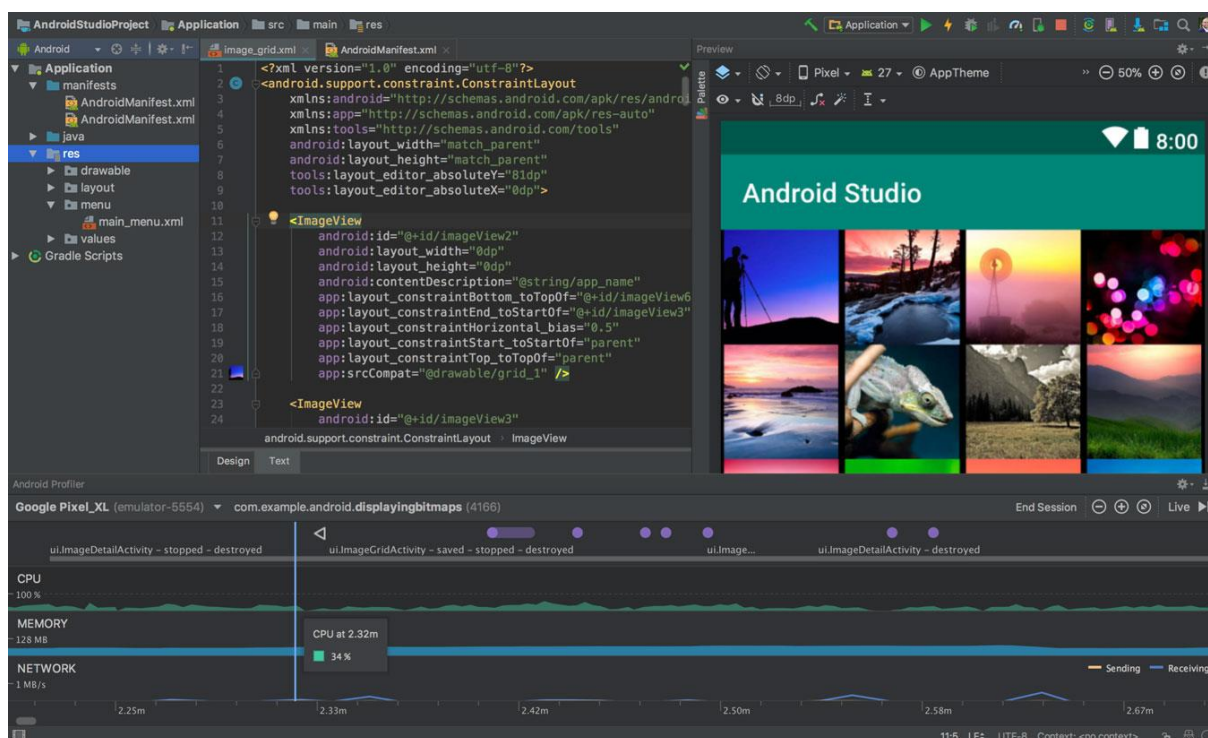 AndroidStudioProject Application src main res
Application
Android
image_grid.xml
AndroidManifest.xml
Preview
Application
manifests
AndroidManifest.xml
AndroidManifest.xml
java
res
drawable
layout
menu
main_menu.xml
values
Gradle Scripts
1 <?xml version="1.0" encoding="utf-8"?>
2 <android.support.constraint.ConstraintLayout
3 xmlns:android="http://schemas.android.com/apk/res/androi
4 xmlns:app="http://schemas.android.com/apk/res-auto"
5 xmlns:tools="http://schemas.android.com/tools"
6 android:layout_width="match_parent"
7 android:layout_height="match_parent"
8 tools:layout_editor_absoluteY="81dp"
9 tools:layout_editor_absoluteX="0dp">
10
11 <ImageView
12 android:id="@+id/imageView2"
13 android:layout_width="0dp"
14 android:layout_height="0dp"
15 android:contentDescription="@string/app_name"
16 app:layout_constraintBottom_toTopOf="@+id/imageView6
17 app:layout_constraintEnd_toStartOf="@+id/imageView3"
18 app:layout_constraintHorizontal_bias="0.5"
19 app:layout_constraintStart_toStartOf="parent"
20 app:layout_constraintTop_toTopOf="parent"
21 app:srcCompat="@drawable/grid_1" />
22
23 <ImageView
24 android:id="@+id/imageView3"
android.support.constraint.ConstraintLayout ImageView
Design Text
Palette
Pixel 27 AppTheme 50%
8dp
8:00
Android Studio
Android Profiler
Google Pixel_XL (emulator-5554) com.example.android.displayingbitmaps (4166)
End Session Live
ui.ImageDetailActivity - stopped - destroyed
ui.ImageGridActivity - saved - stopped - destroyed
ui.Image...
ui.ImageDetailActivity - destroyed
CPU
100 %
MEMORY
128 MB
CPU at 2.32m
34 %
NETWORK
1 MB/s
Sending Receiving
2.25m 2.33m 2.42m 2.50m 2.58m 2.67m
11:5 UTF-8 Context: <no context>